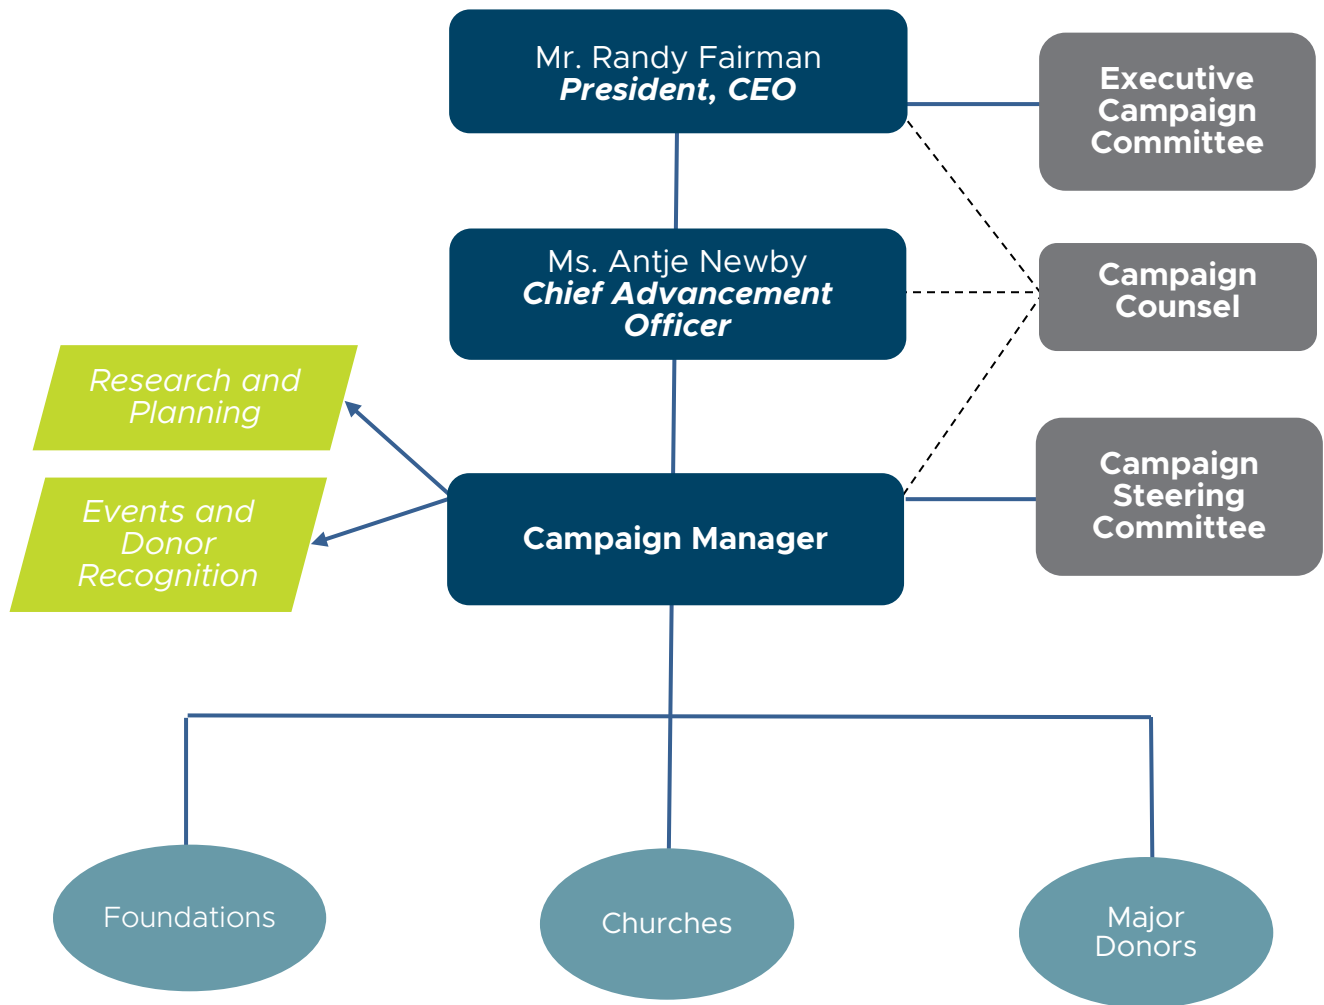 Mr. Randy Fairman
President, CEO
Executive
Campaign
Committee
Ms. Antje Newby
Chief Advancement
Officer
Campaign
Counsel
Research and
Planning
Events and
Donor
Recognition
Campaign Manager
Campaign
Steering
Committee
Foundations
Churches
Major
Donors